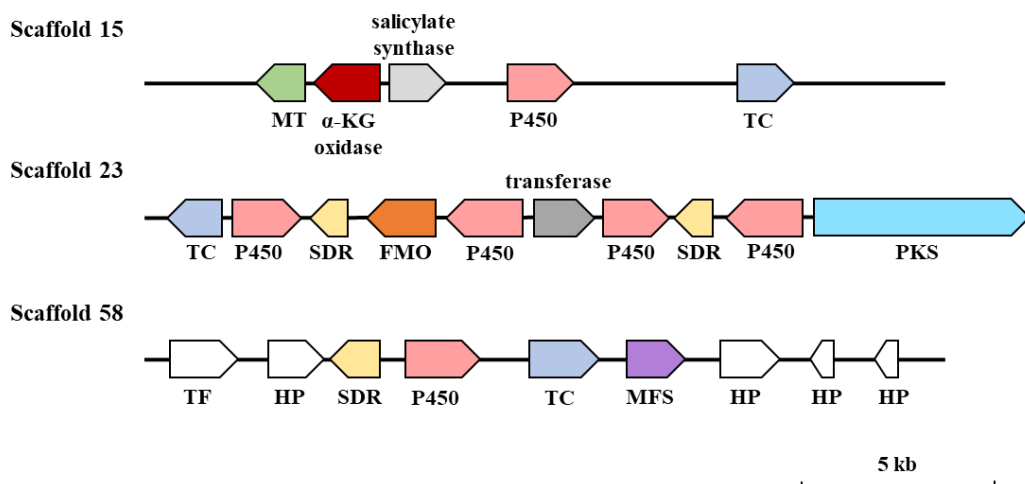 Scaffold 15
salicylate
synthase
MT
α-KG
oxidase
P450
TC
Scaffold 23
transferase
TC P450 SDR FMO P450 P450 SDR P450 PKS
Scaffold 58
TF HP SDR P450 TC MFS HP HP HP
5 kb